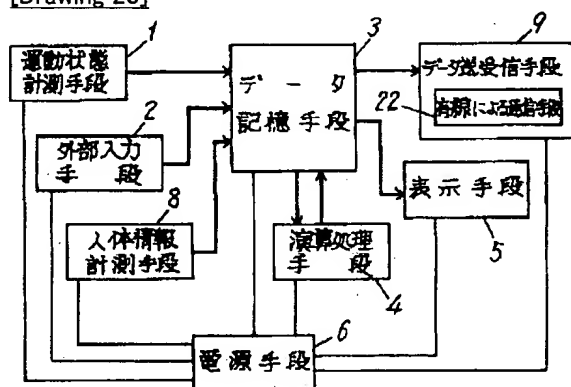 1
運動状態
計測手段
2
外部入力
手段
8
人体情報
計測手段
3
データ
記憶手段
9
データ送受信手段
22
有線による通信手段
表示手段
5
演算処理
手段
4
6
電源手段